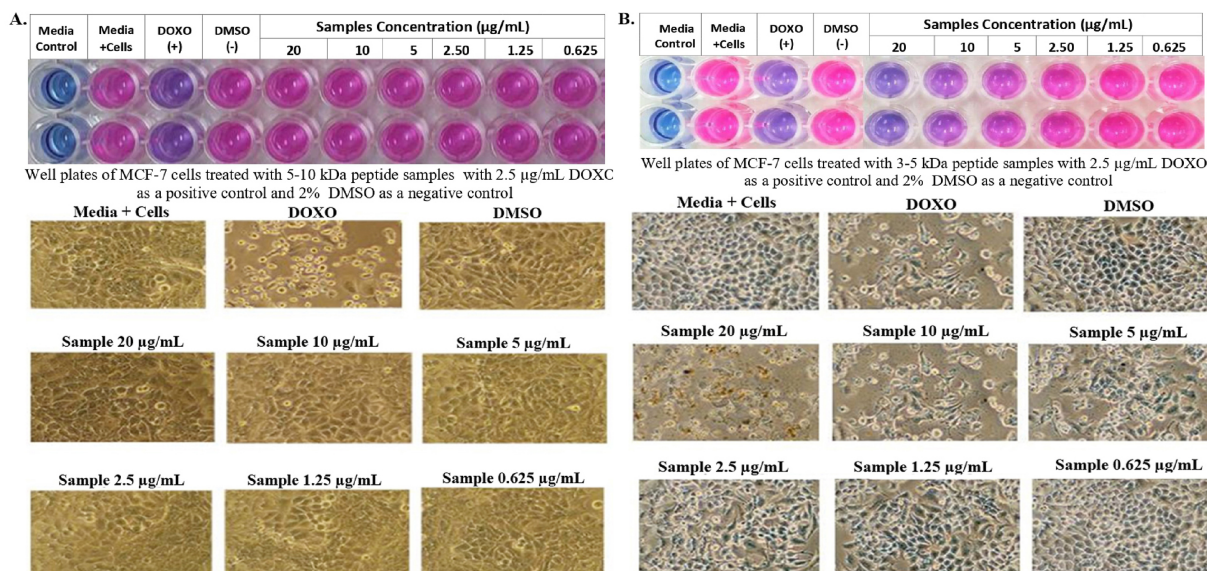 A.
Media Control
Media +Cells
DOXO (+)
DMSO (-)
Samples Concentration (µg/mL)
20 10 5 2.50 1.25 0.625
Well plates of MCF-7 cells treated with 5-10 kDa peptide samples with 2.5 µg/mL DOXO
as a positive control and 2% DMSO as a negative control
Media + Cells DOXO DMSO
Sample 20 µg/mL Sample 10 µg/mL Sample 5 µg/mL
Sample 2.5 µg/mL Sample 1.25 µg/mL Sample 0.625 µg/mL
B.
Media Control
Media +Cells
DOXO (+)
DMSO (-)
Samples Concentration (µg/mL)
20 10 5 2.50 1.25 0.625
Well plates of MCF-7 cells treated with 3-5 kDa peptide samples with 2.5 µg/mL DOXO
as a positive control and 2% DMSO as a negative control
Media + Cells DOXO DMSO
Sample 20 µg/mL Sample 10 µg/mL Sample 5 µg/mL
Sample 2.5 µg/mL Sample 1.25 µg/mL Sample 0.625 µg/mL